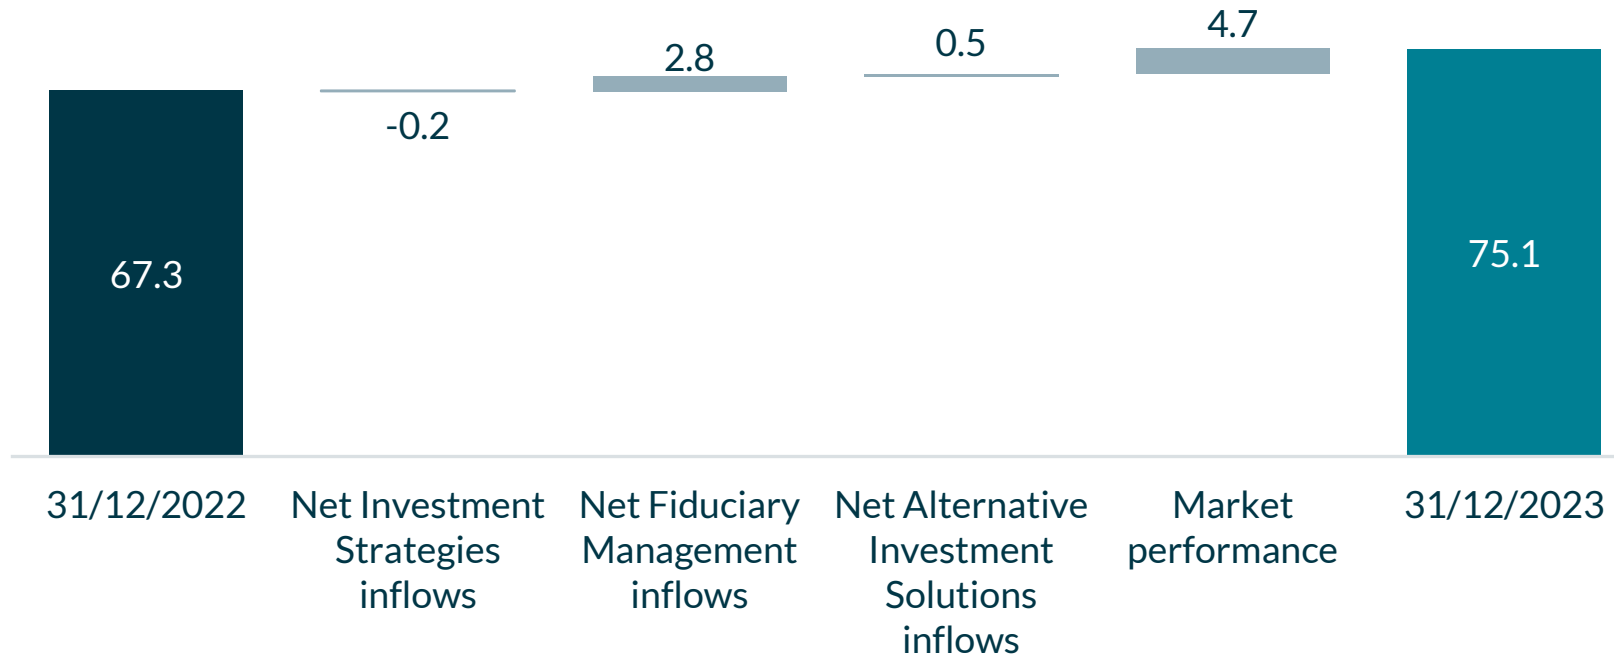 4.7
0.5
2.8
-0.2
67.3
75.1
31/12/2022
Net Investment
Strategies
inflows
Net Fiduciary
Management
inflows
Net Alternative
Investment
Solutions
inflows
Market
performance
31/12/2023